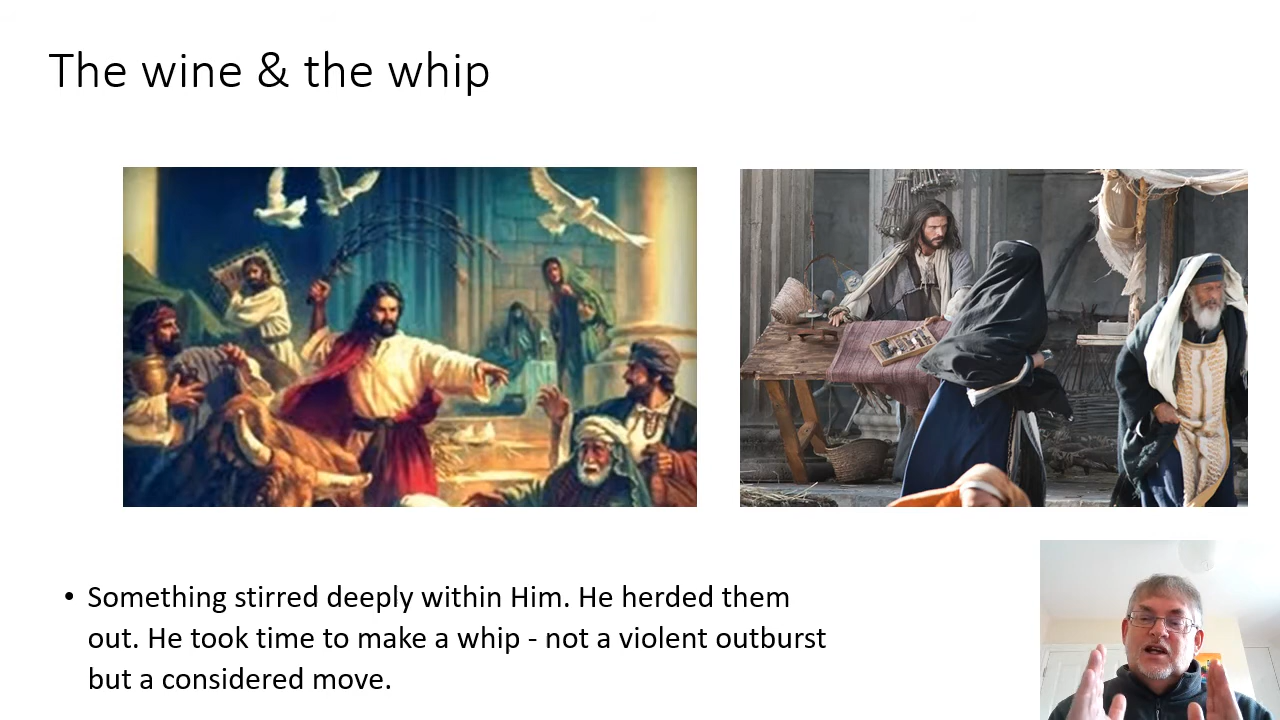 The wine & the whip
• Something stirred deeply within Him. He herded them
out. He took time to make a whip - not a violent outburst
but a considered move.